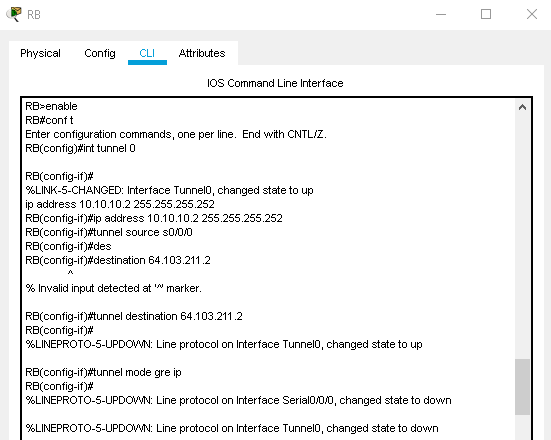 RB
Physical Config CLI Attributes
IOS Command Line Interface
RB>enable
RB#conf t
Enter configuration commands, one per line. End with CNTL/Z.
RB(config)#int tunnel 0
RB(config-if)#
%LINK-5-CHANGED: Interface Tunnel0, changed state to up
ip address 10.10.10.2 255.255.255.252
RB(config-if)#ip address 10.10.10.2 255.255.255.252
RB(config-if)#tunnel source s0/0/0
RB(config-if)#des
RB(config-if)#destination 64.103.211.2
^
% Invalid input detected at '^' marker.
RB(config-if)#tunnel destination 64.103.211.2
RB(config-if)#
%LINEPROTO-5-UPDOWN: Line protocol on Interface Tunnel0, changed state to up
RB(config-if)#tunnel mode gre ip
RB(config-if)#
%LINEPROTO-5-UPDOWN: Line protocol on Interface Serial0/0/0, changed state to down
%LINEPROTO-5-UPDOWN: Line protocol on Interface Tunnel0, changed state to down